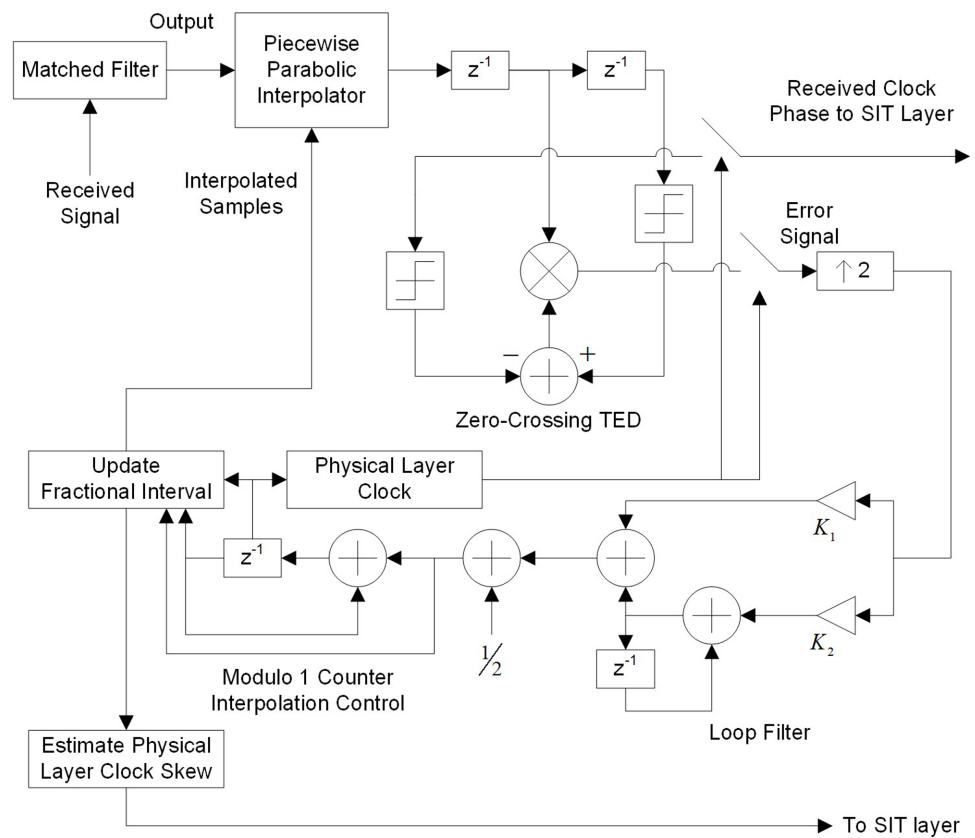 Output
Matched Filter
Piecewise
Parabolic
Interpolator
z⁻¹
z⁻¹
Received Clock
Phase to SIT Layer
Received
Signal
Interpolated
Samples
Error
Signal
↑ 2
− +
Zero-Crossing TED
Update
Fractional Interval
Physical Layer
Clock
K₁
z⁻¹
1/2
K₂
z⁻¹
Modulo 1 Counter
Interpolation Control
Loop Filter
Estimate Physical
Layer Clock Skew
To SIT layer